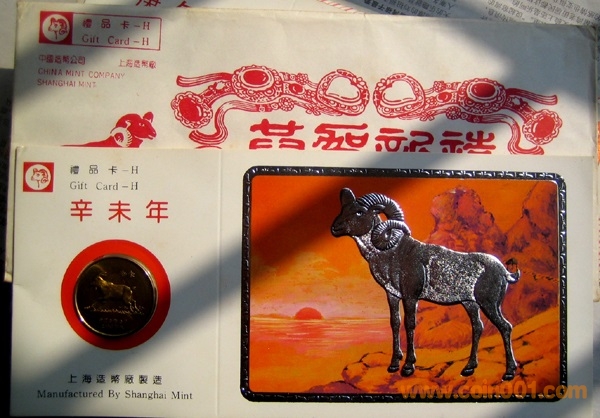 禮品卡-H
Gift Card-H
中國造幣公司 上海造幣廠
CHINA MINT COMPANY
SHANGHAI MINT
禮品卡-H
Gift Card-H
辛未年
上海造幣廠製造
Manufactured By Shanghai Mint
www.coin001.com